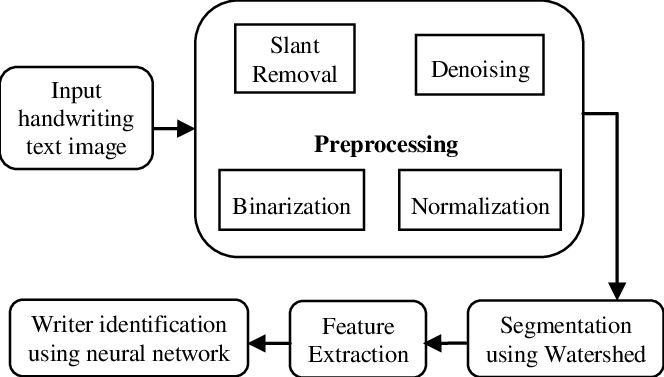 Input
handwriting
text image
Slant
Removal
Denoising
Preprocessing
Binarization
Normalization
Segmentation
using Watershed
Feature
Extraction
Writer identification
using neural network